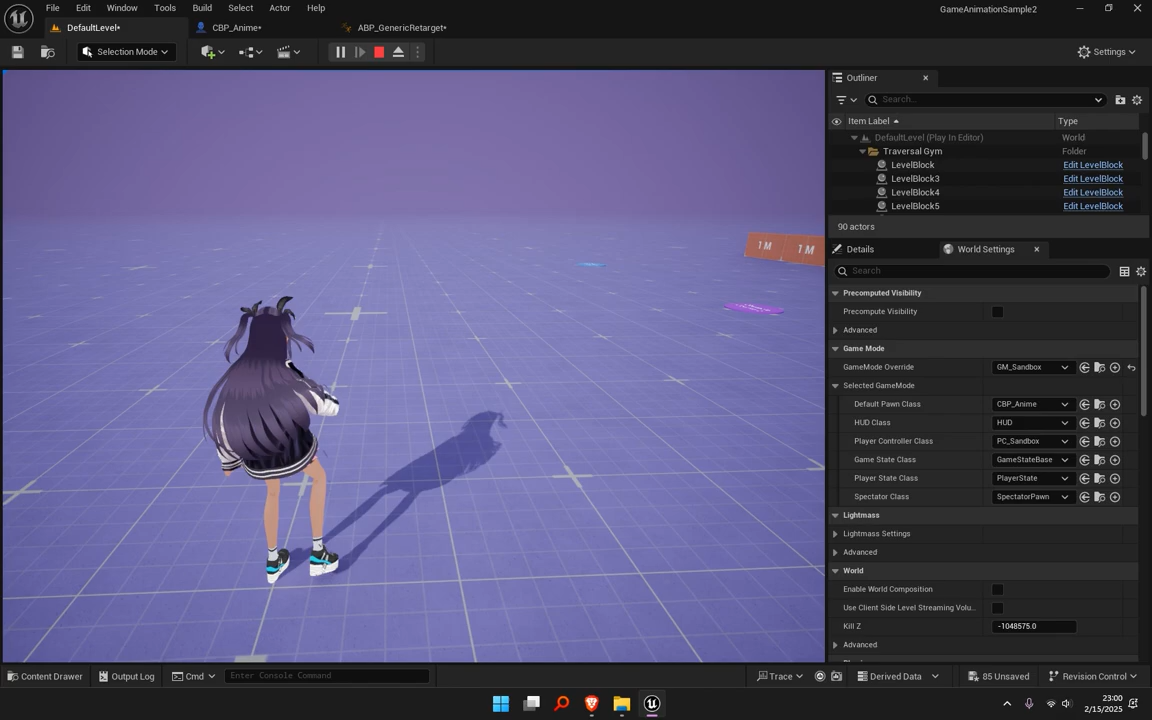 File Edit Window Tools Build Select Actor Help
GameAnimationSample2
DefaultLevel*
CBP_Anime*
ABP_GenericRetarget*
Selection Mode
Settings
Outliner
Search...
Item Label
Type
DefaultLevel (Play In Editor)
World
Traversal Gym
Folder
LevelBlock
Edit LevelBlock
LevelBlock3
Edit LevelBlock
LevelBlock4
Edit LevelBlock
LevelBlock5
Edit LevelBlock
90 actors
1 M
1 M
Details
World Settings
Search
Precomputed Visibility
Precompute Visibility
Advanced
Game Mode
GameMode Override
GM_Sandbox
Selected GameMode
Default Pawn Class
CBP_Anime
HUD Class
HUD
Player Controller Class
PC_Sandbox
Game State Class
GameStateBase
Player State Class
PlayerState
Spectator Class
SpectatorPawn
Lightmass
Lightmass Settings
Advanced
World
Enable World Composition
Use Client Side Level Streaming Volu...
Kill Z
-1048575.0
Advanced
Content Drawer
Output Log
Cmd
Enter Console Command
Trace
Derived Data
85 Unsaved
Revision Control
23:00
2/15/2025